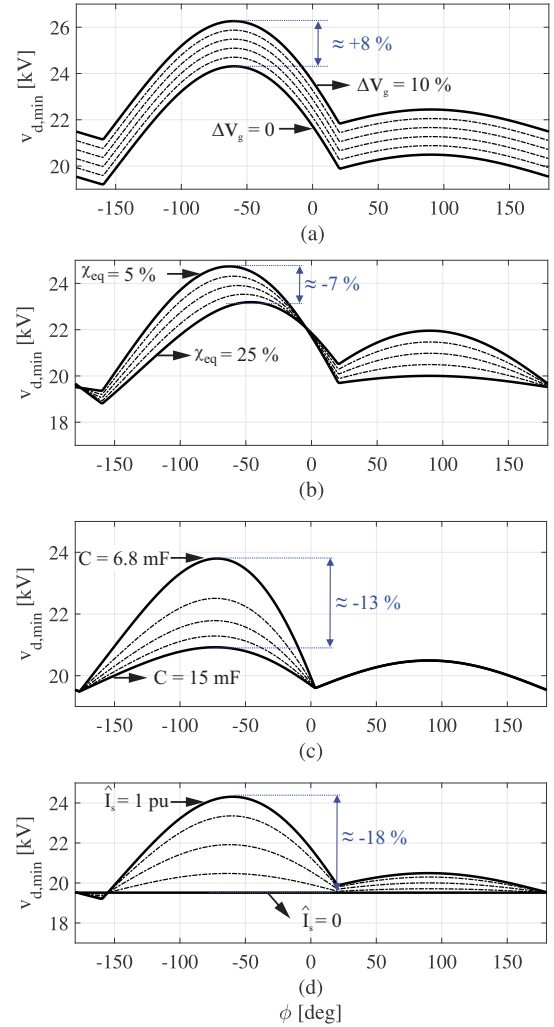 26
24
22
20
v_d,min [kV]
≈ +8 %
ΔV_g = 10 %
ΔV_g = 0
-150 -100 -50 0 50 100 150
(a)
24
22
20
18
v_d,min [kV]
χ_eq = 5 %
≈ -7 %
χ_eq = 25 %
-150 -100 -50 0 50 100 150
(b)
24
22
20
v_d,min [kV]
C = 6.8 mF
≈ -13 %
C = 15 mF
-150 -100 -50 0 50 100 150
(c)
24
22
20
18
v_d,min [kV]
Î_s = 1 pu
≈ -18 %
Î_s = 0
-150 -100 -50 0 50 100 150
(d)
ϕ [deg]